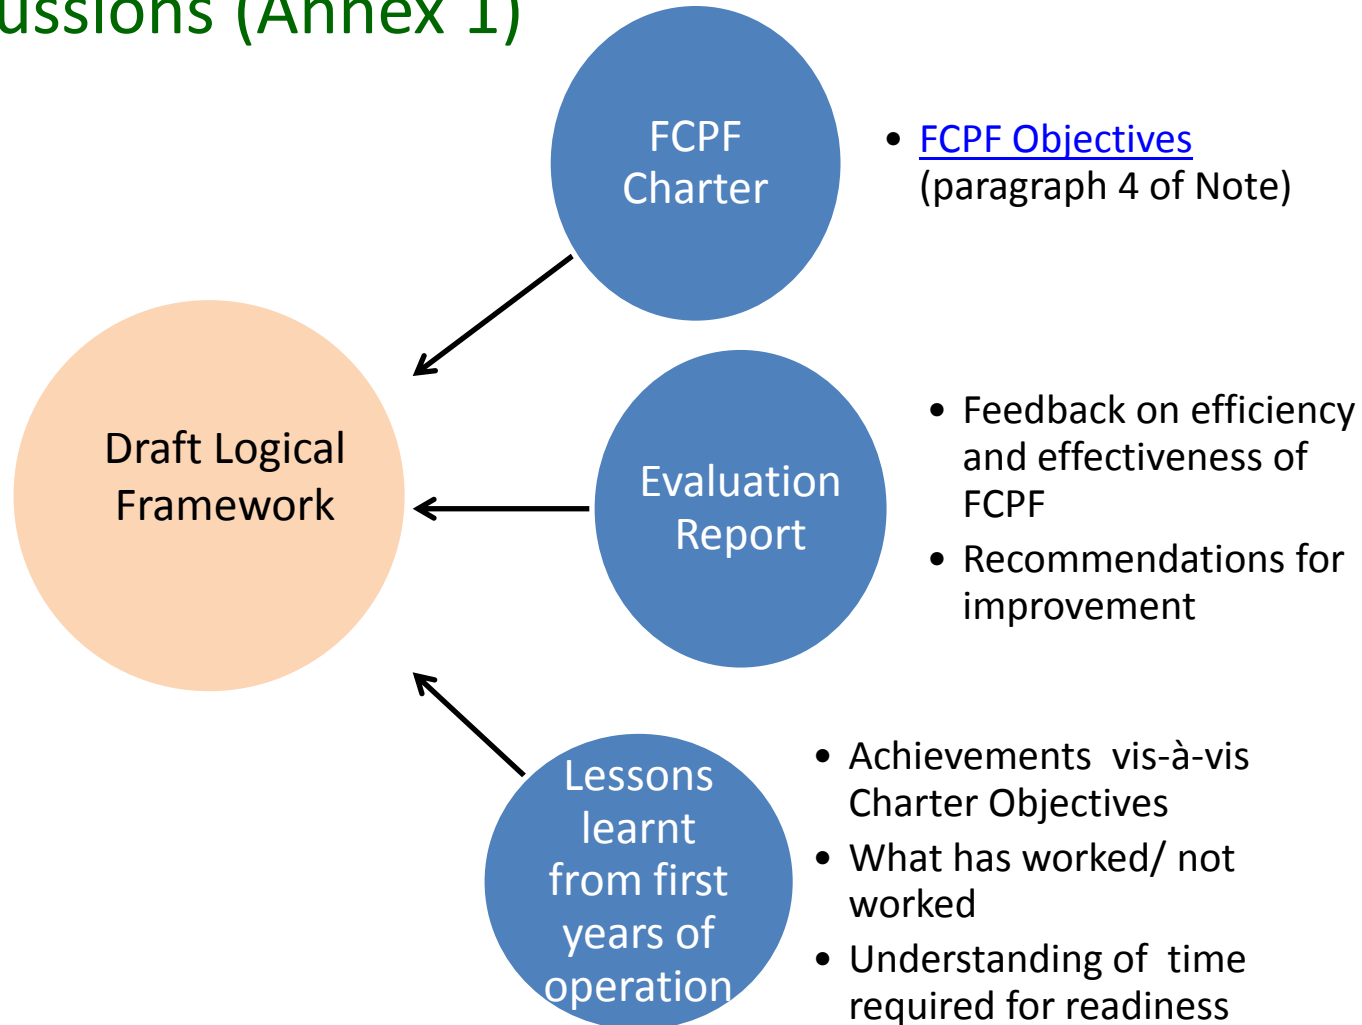 (Annex 1)
FCPF
Charter
• FCPF Objectives
(paragraph 4 of Note)
Draft Logical
Framework
Evaluation
Report
• Feedback on efficiency
and effectiveness of
FCPF
• Recommendations for
improvement
Lessons
learnt
from first
years of
operation
• Achievements vis-à-vis
Charter Objectives
• What has worked/ not
worked
• Understanding of time
required for readiness